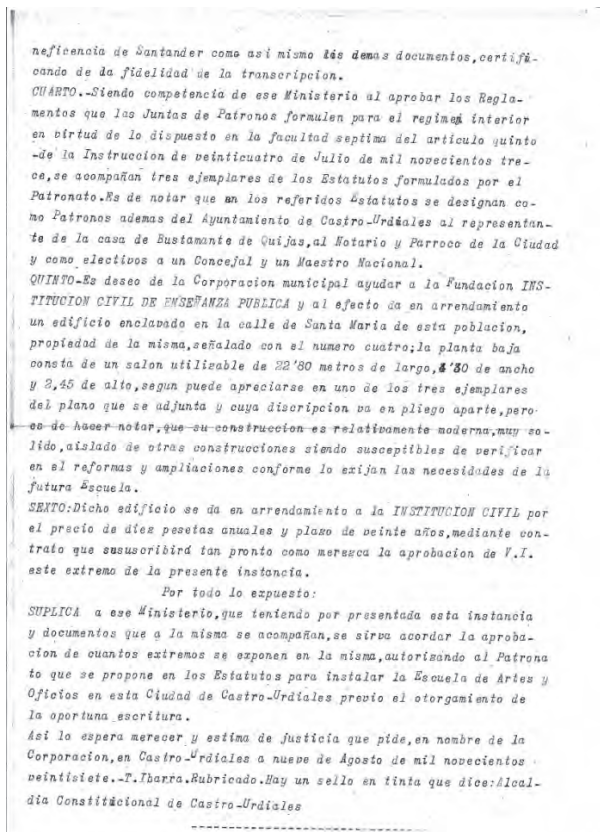 neficencia de Santander como asi mismo los demas documentos,certifi-
cando de la fidelidad de la transcripcion.
CUARTO.-Siendo competencia de ese Ministerio al aprobar los Regla-
mentos que las Juntas de Patronos formulen para el regimen interior
en virtud de lo dispuesto en la facultad septima del articulo quinto
-de la Instruccion de veinticuatro de Julio de mil novecientos tre-
ce,se acompañan tres ejemplares de los Estatutos formulados por el
Patronato.Es de notar que en los referidos Estatutos se designan co-
mo Patronos ademas del Ayuntamiento de Castro-Urdiales al representan-
te de la casa de Bustamante de Quijas,al Notario y Parroco de la Ciudad
y como electivos a un Concejal y un Maestro Nacional.
QUINTO-Es deseo de la Corporacion municipal ayudar a la Fundacion INS-
TITUCION CIVIL DE ENSEÑANZA PUBLICA y al efecto da en arrendamiento
un edificio enclavado en la calle de Santa Maria de esta poblacion,
propiedad de la misma,señalado con el numero cuatro;la planta baja
consta de un salon utilizable de 22'80 metros de largo, de ancho
y 2,45 de alto,segun puede apreciarse en uno de los tres ejemplares
del plano que se adjunta y cuya discripcion va en pliego aparte,pero
es de hacer notar,que su construccion es relativamente moderna,muy so-
lido,aislado de otras construcciones siendo susceptibles de verificar
en el reformas y ampliaciones conforme lo exijan las necesidades de la
futura Escuela.
SEXTO:Dicho edificio se da en arrendamiento a la INSTITUCION CIVIL por
el precio de diez pesetas anuales y plazo de veinte años,mediante con-
trato que sususcribirá tan pronto como merezca la aprobacion de V.I.
este extremo de la presente instancia.
Por todo lo expuesto:
SUPLICA a ese Ministerio,que teniendo por presentada esta instancia
y documentos que a la misma se acompañan,se sirva acordar la aproba-
cion de cuantos extremos se exponen en la misma,autorisando al Patrona
to que se propone en los Estatutos para instalar la Escuela de Artes y
Oficios en esta Ciudad de Castro-Urdiales previo el otorgamiento de
la oportuna escritura.
Asi la espera merecer y estima de justicia que pide,en nombre de la
Corporacion,en Castro-Urdiales a nueve de Agosto de mil novecientos
veintisiete.-T.Ibarra.Rubricado.Hay un sello en tinta que dice:Alcal-
dia Constitucional de Castro-Urdiales